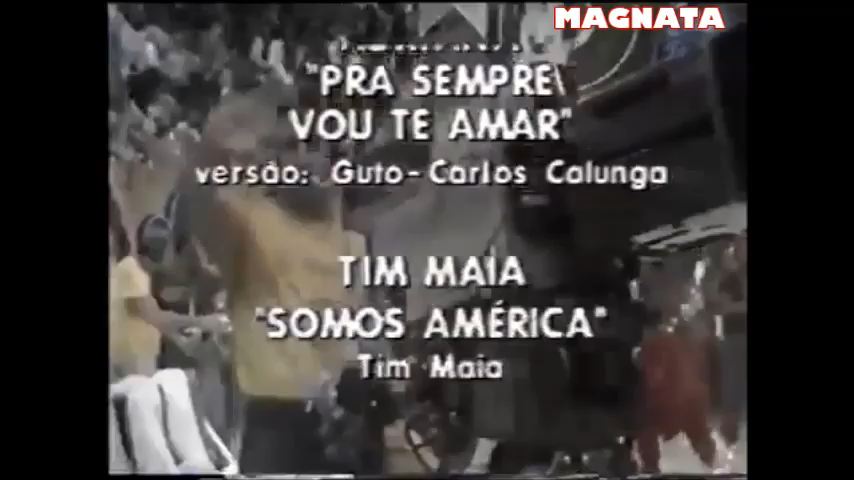 MAGNATA
"PRA SEMPRE
VOU TE AMAR"
versão: Guto-Carlos Calunga
TIM MAIA
"SOMOS AMÉRICA"
Tim Maia